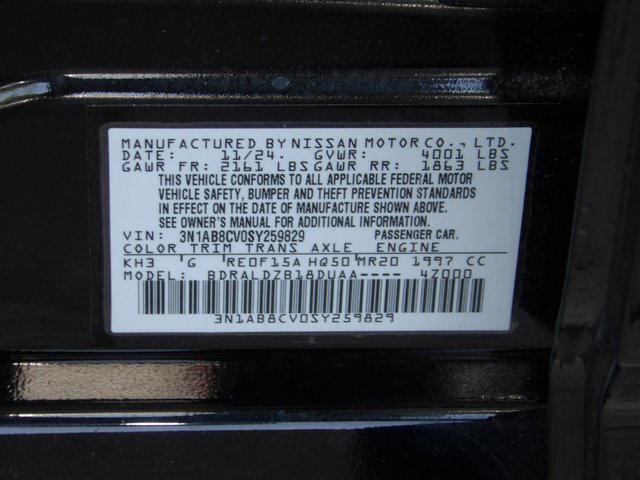 MANUFACTURED BY NISSAN MOTOR CO., LTD.
DATE: 11/24. GVWR: 4001 LBS
GAWR FR: 2161 LBS GAWR RR: 1863 LBS
THIS VEHICLE CONFORMS TO ALL APPLICABLE FEDERAL MOTOR
VEHICLE SAFETY, BUMPER AND THEFT PREVENTION STANDARDS
IN EFFECT ON THE DATE OF MANUFACTURE SHOWN ABOVE.
SEE OWNER'S MANUAL FOR ADDITIONAL INFORMATION.
VIN: 3N1AB8CV0SY259829 PASSENGER CAR.
COLOR TRIM TRANS AXLE ENGINE
KH3 G RE0F15A HQ50 MR20 1997 CC
MODEL: BDRALDZB18DUAA---- 4Z000
3N1AB8CV0SY259829